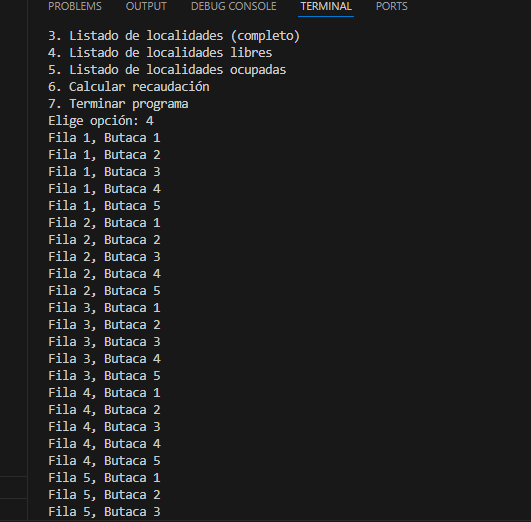 PROBLEMS OUTPUT DEBUG CONSOLE TERMINAL PORTS
3. Listado de localidades (completo)
4. Listado de localidades libres
5. Listado de localidades ocupadas
6. Calcular recaudación
7. Terminar programa
Elige opción: 4
Fila 1, Butaca 1
Fila 1, Butaca 2
Fila 1, Butaca 3
Fila 1, Butaca 4
Fila 1, Butaca 5
Fila 2, Butaca 1
Fila 2, Butaca 2
Fila 2, Butaca 3
Fila 2, Butaca 4
Fila 2, Butaca 5
Fila 3, Butaca 1
Fila 3, Butaca 2
Fila 3, Butaca 3
Fila 3, Butaca 4
Fila 3, Butaca 5
Fila 4, Butaca 1
Fila 4, Butaca 2
Fila 4, Butaca 3
Fila 4, Butaca 4
Fila 4, Butaca 5
Fila 5, Butaca 1
Fila 5, Butaca 2
Fila 5, Butaca 3